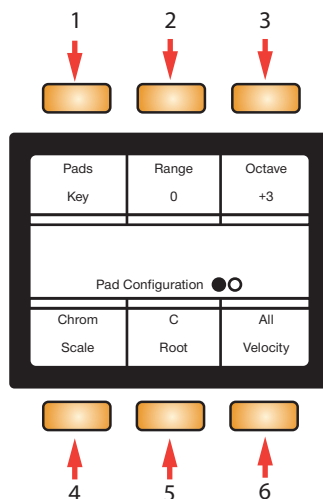 1 2 3
Pads Range Octave
Key 0 +3
Pad Configuration
Chrom C All
Scale Root Velocity
4 5 6